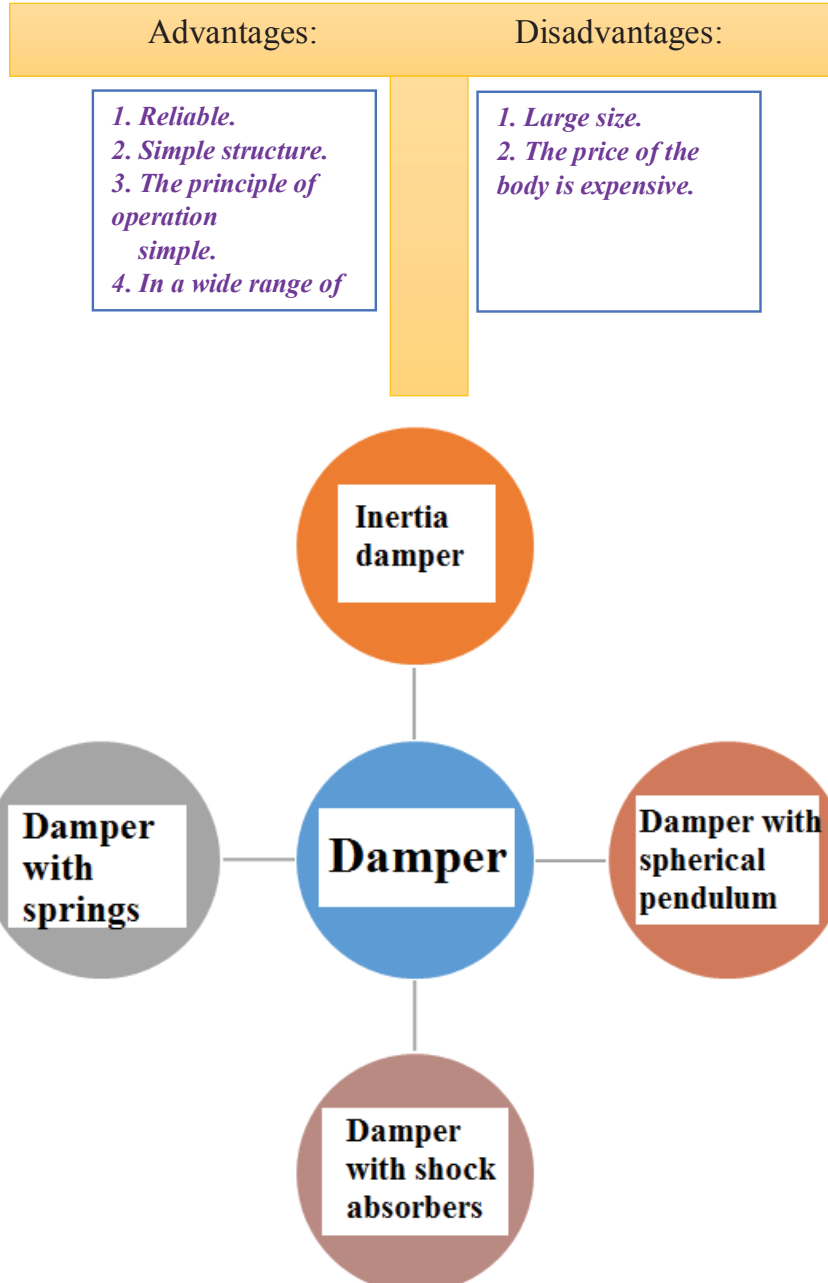 Advantages:
Disadvantages:
1. Reliable.
2. Simple structure.
3. The principle of
operation
simple.
4. In a wide range of
1. Large size.
2. The price of the
body is expensive.
Inertia
damper
Damper
with
springs
Damper
Damper with
spherical
pendulum
Damper
with shock
absorbers